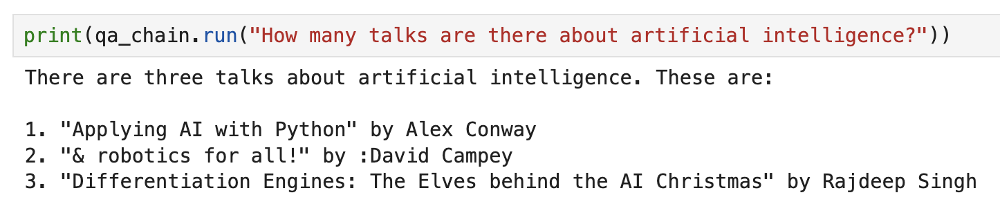 print(qa_chain.run("How many talks are there about artificial intelligence?"))
There are three talks about artificial intelligence. These are:
1. "Applying AI with Python" by Alex Conway
2. "& robotics for all!" by :David Campey
3. "Differentiation Engines: The Elves behind the AI Christmas" by Rajdeep Singh